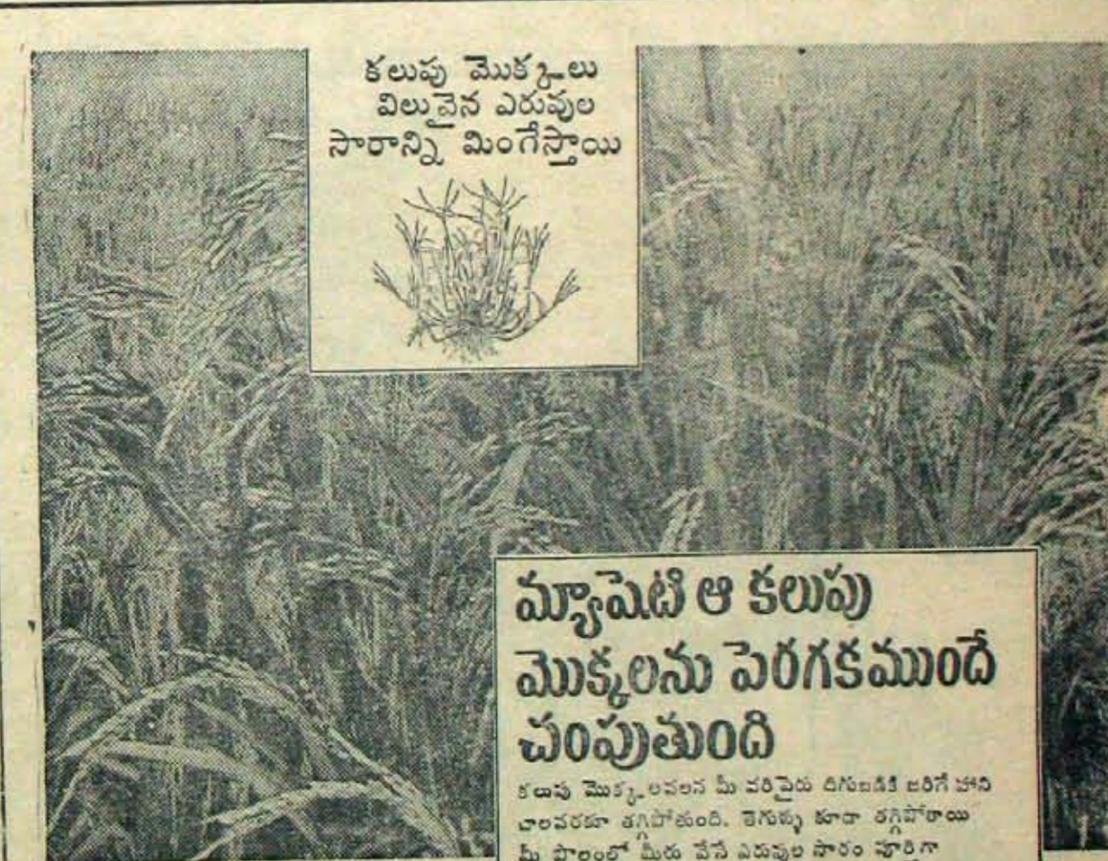 కలుపు మొక్కలు
విలువైన ఎరువుల
సారాన్ని మింగేస్తాయి
మ్యాషెటి ఆ కలుపు
మొక్కలను పెరగకముందే
చంపుతుంది
కలుపు మొక్కలవలన మీ వరిపైరు దిగుబడికి జరిగే హాని
చాలవరకూ తగ్గిపోతుంది. తెగుళ్ళు కూడా తగ్గిపోతాయి
మీ పొలంలో మీరు వేసే ఎరువుల సారం పూర్తిగా